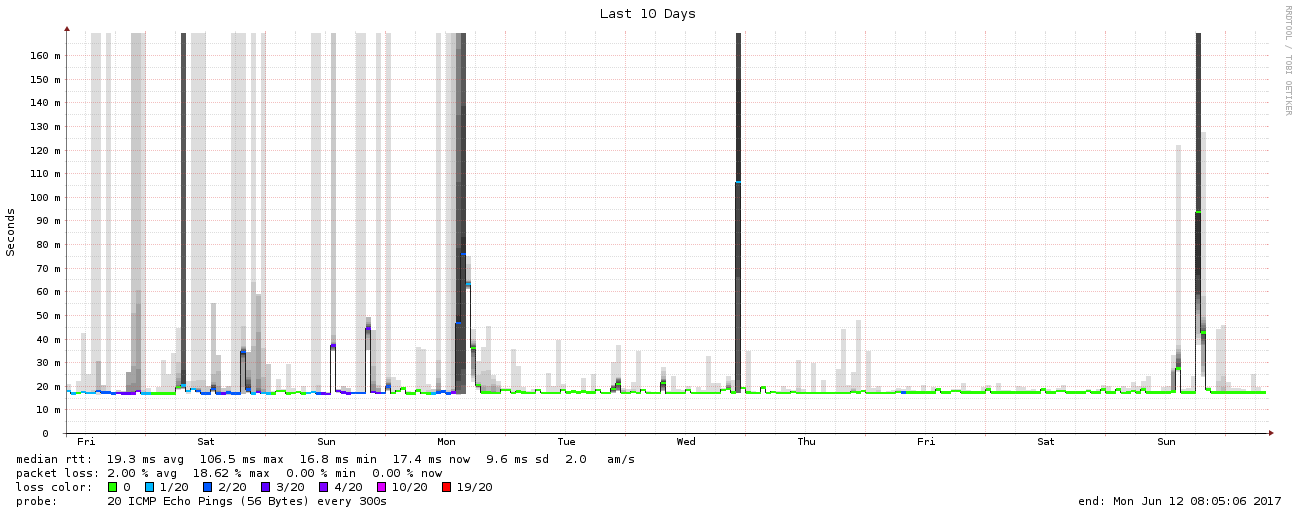 Last 10 Days
RRDTOOL / TOBI OETIKER
Seconds
160 m
150 m
140 m
130 m
120 m
110 m
100 m
90 m
80 m
70 m
60 m
50 m
40 m
30 m
20 m
10 m
0
Fri Sat Sun Mon Tue Wed Thu Fri Sat Sun
median rtt: 19.3 ms avg 106.5 ms max 16.8 ms min 17.4 ms now 9.6 ms sd 2.0 am/s
packet loss: 2.00 % avg 18.62 % max 0.00 % min 0.00 % now
loss color: 0 1/20 2/20 3/20 4/20 10/20 19/20
probe: 20 ICMP Echo Pings (56 Bytes) every 300s end: Mon Jun 12 08:05:06 2017